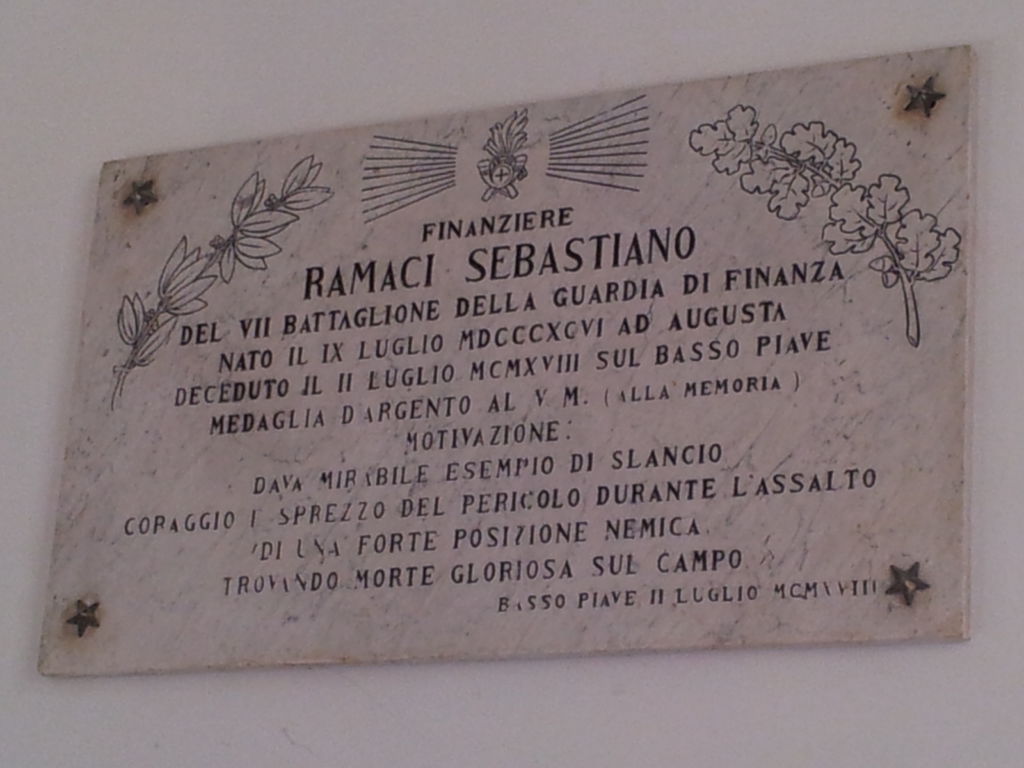 FINANZIERE
RAMACI SEBASTIANO
DEL VII BATTAGLIONE DELLA GUARDIA DI FINANZA
NATO IL IX LUGLIO MDCCCXCVI AD AUGUSTA
DECEDUTO IL II LUGLIO MCMXVIII SUL BASSO PIAVE
MEDAGLIA D'ARGENTO AL V. M. (ALLA MEMORIA)
MOTIVAZIONE:
DAVA MIRABILE ESEMPIO DI SLANCIO
CORAGGIO E SPREZZO DEL PERICOLO DURANTE L'ASSALTO
DI UNA FORTE POSIZIONE NEMICA.
TROVANDO MORTE GLORIOSA SUL CAMPO
BASSO PIAVE II LUGLIO MCMXVIII